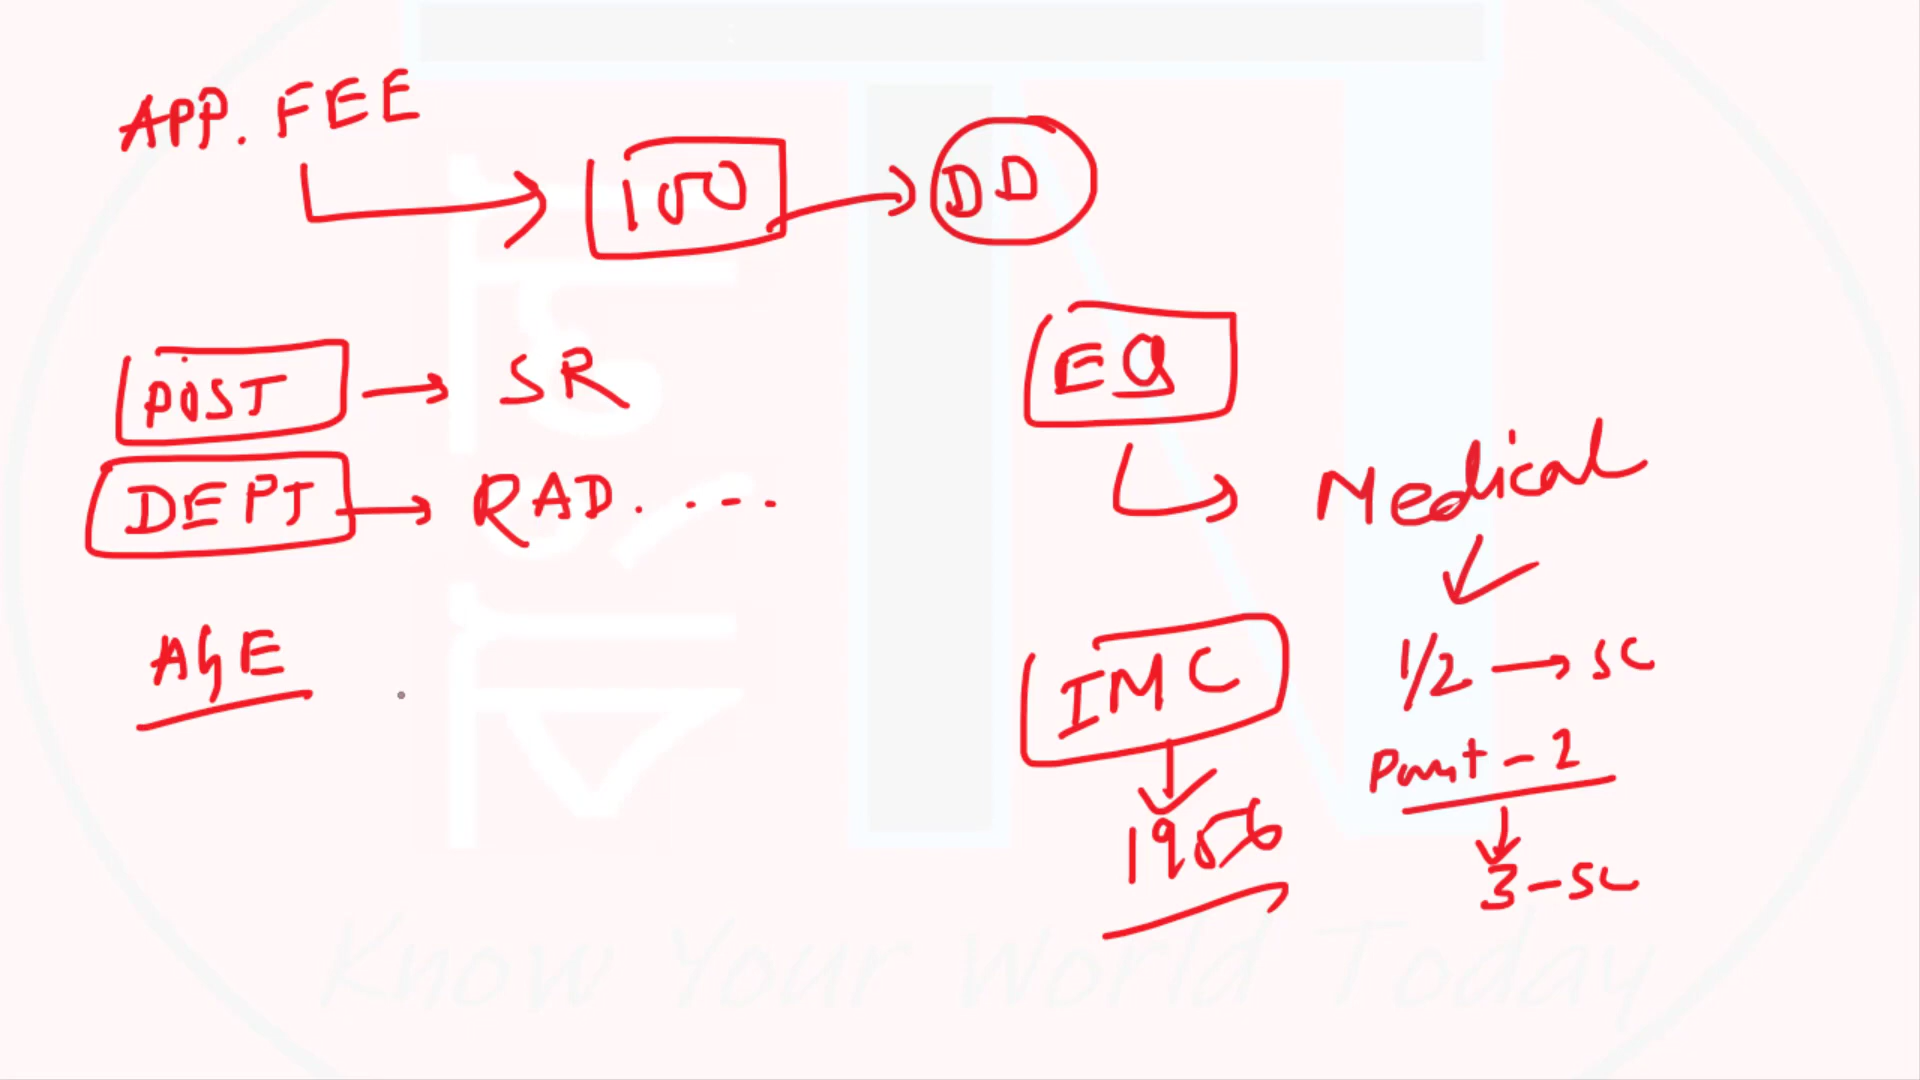 APP. FEE
100
DD
POST → SR
DEPT → RAD. ....
AGE
EQ
Medical
1/2 → SC
Part-2
3-SC
IMC
1956
Know Your World Today